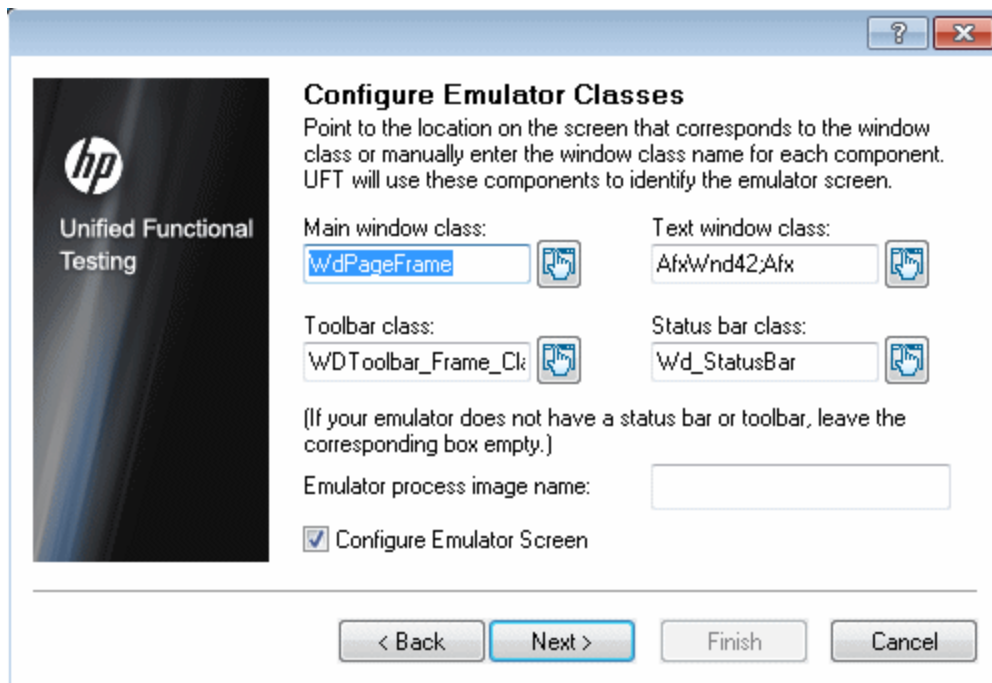 ?
Configure Emulator Classes
Point to the location on the screen that corresponds to the window
class or manually enter the window class name for each component.
UFT will use these components to identify the emulator screen.
hp
Unified Functional
Testing
Main window class:
Text window class:
WdPageFrame
AfxWnd42;Afx
Toolbar class:
Status bar class:
WDToolbar_Frame_Cla
Wd_StatusBar
(If your emulator does not have a status bar or toolbar, leave the
corresponding box empty.)
Emulator process image name:
Configure Emulator Screen
< Back
Next >
Finish
Cancel